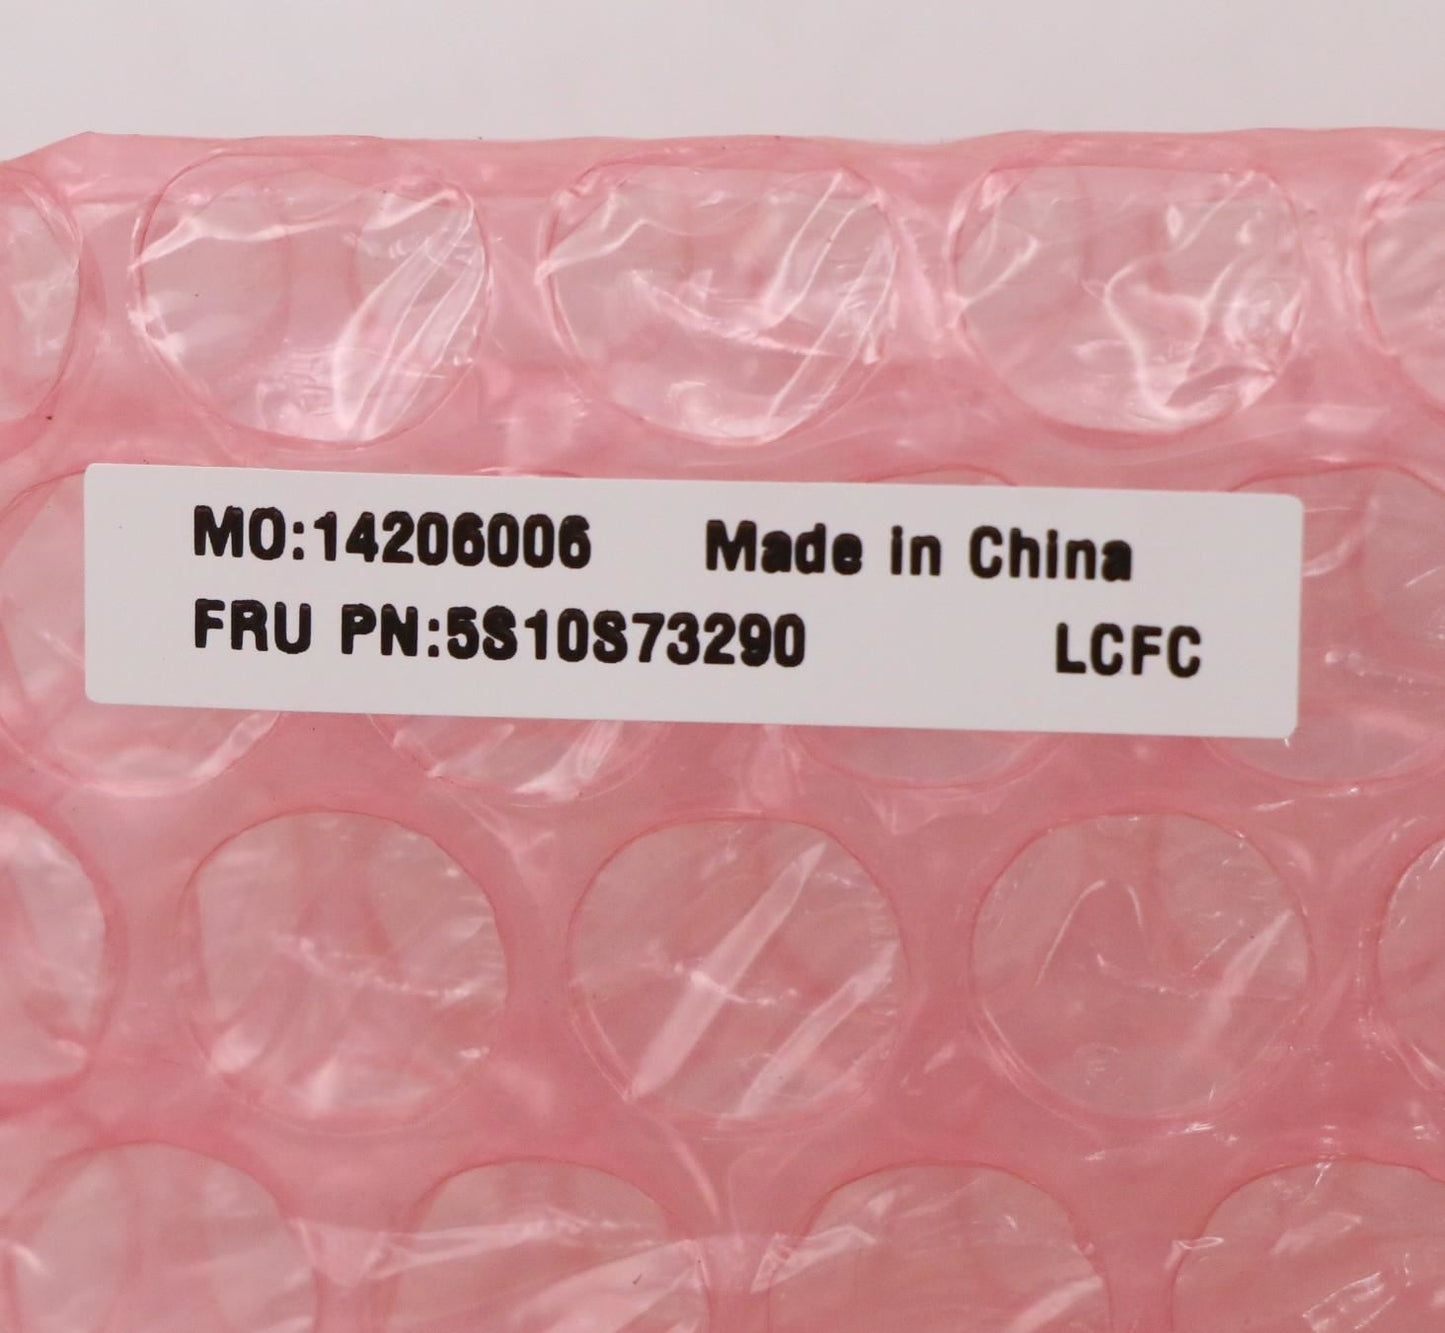 MO:14206006 Made in China
FRU PN:5S10S73290 LCFC